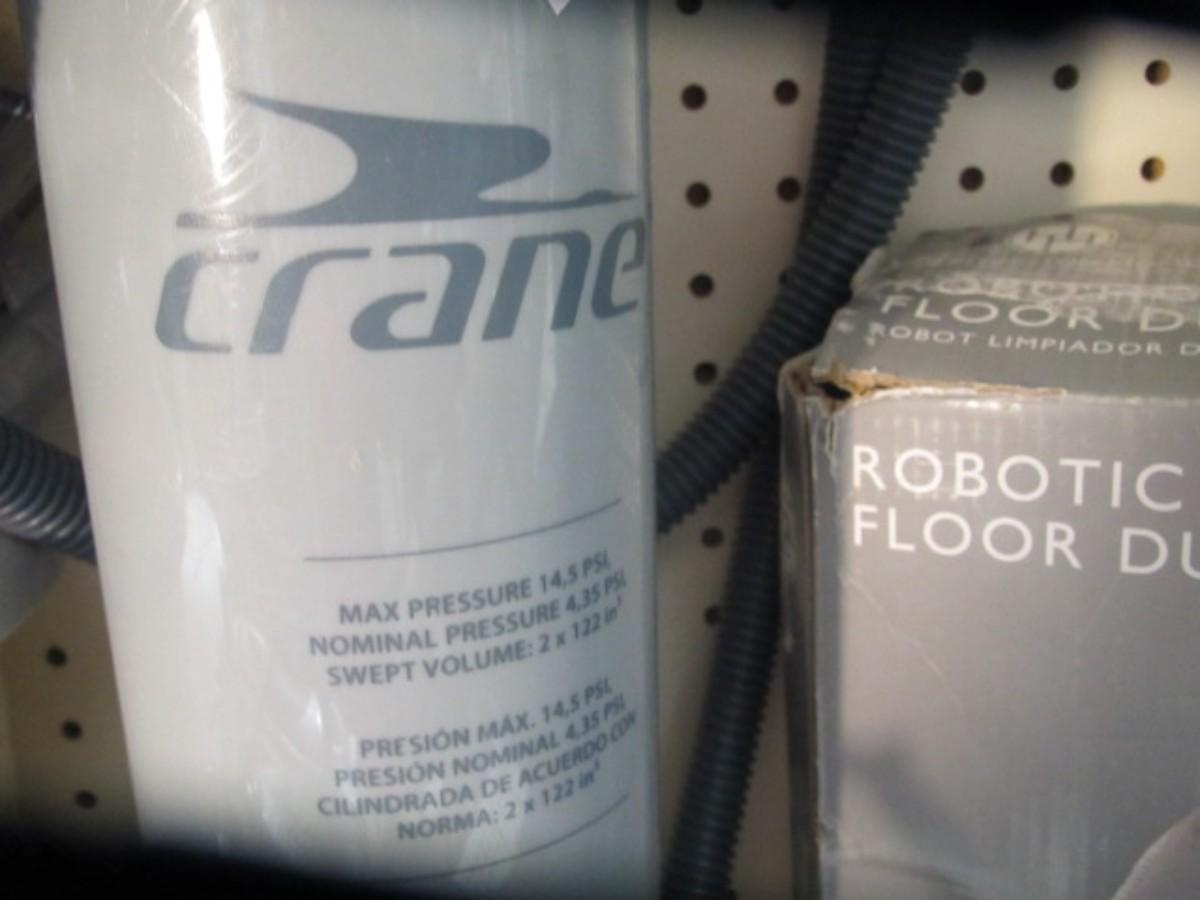 crane
MAX PRESSURE 14,5 PSI,
NOMINAL PRESSURE 4,35 PSI,
SWEPT VOLUME: 2 x 122 in³
PRESIÓN MÁX. 14,5 PSI,
PRESIÓN NOMINAL 4,35 PSI,
CILINDRADA DE ACUERDO CON
NORMA: 2 x 122 in³
ROBOTIC
FLOOR D
ROBOT LIMPIADOR D
ROBOTIC
FLOOR DU